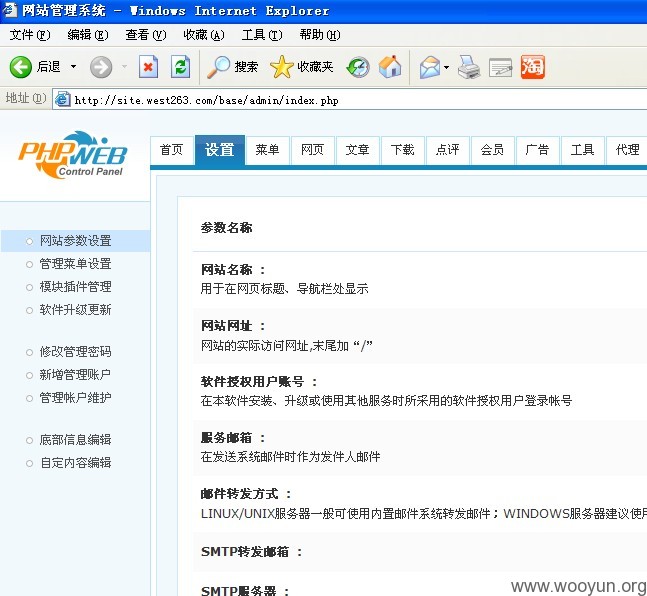 网站管理系统 - Windows Internet Explorer
文件(F) 编辑(E) 查看(V) 收藏(A) 工具(T) 帮助(H)
后退 搜索 收藏夹 淘
地址(D) http://site.west263.com/base/admin/index.php
PHPWEB
Control Panel
首页 设置 菜单 网页 文章 下载 点评 会员 广告 工具 代理
网站参数设置
管理菜单设置
模块插件管理
软件升级更新
修改管理密码
新增管理账户
管理帐户维护
底部信息编辑
自定内容编辑
参数名称
网站名称 ：
用于在网页标题、导航栏处显示
网站网址 ：
网站的实际访问网址,末尾加 “/”
软件授权用户账号 ：
在本软件安装、升级或使用其他服务时所采用的软件授权用户登录帐号
服务邮箱 ：
在发送系统邮件时作为发件人邮件
邮件转发方式 ：
LINUX/UNIX服务器一般可使用内置邮件系统转发邮件；WINDOWS服务器建议使用
SMTP转发邮箱 ：
SMTP服务器 ：
www.wooyun.org